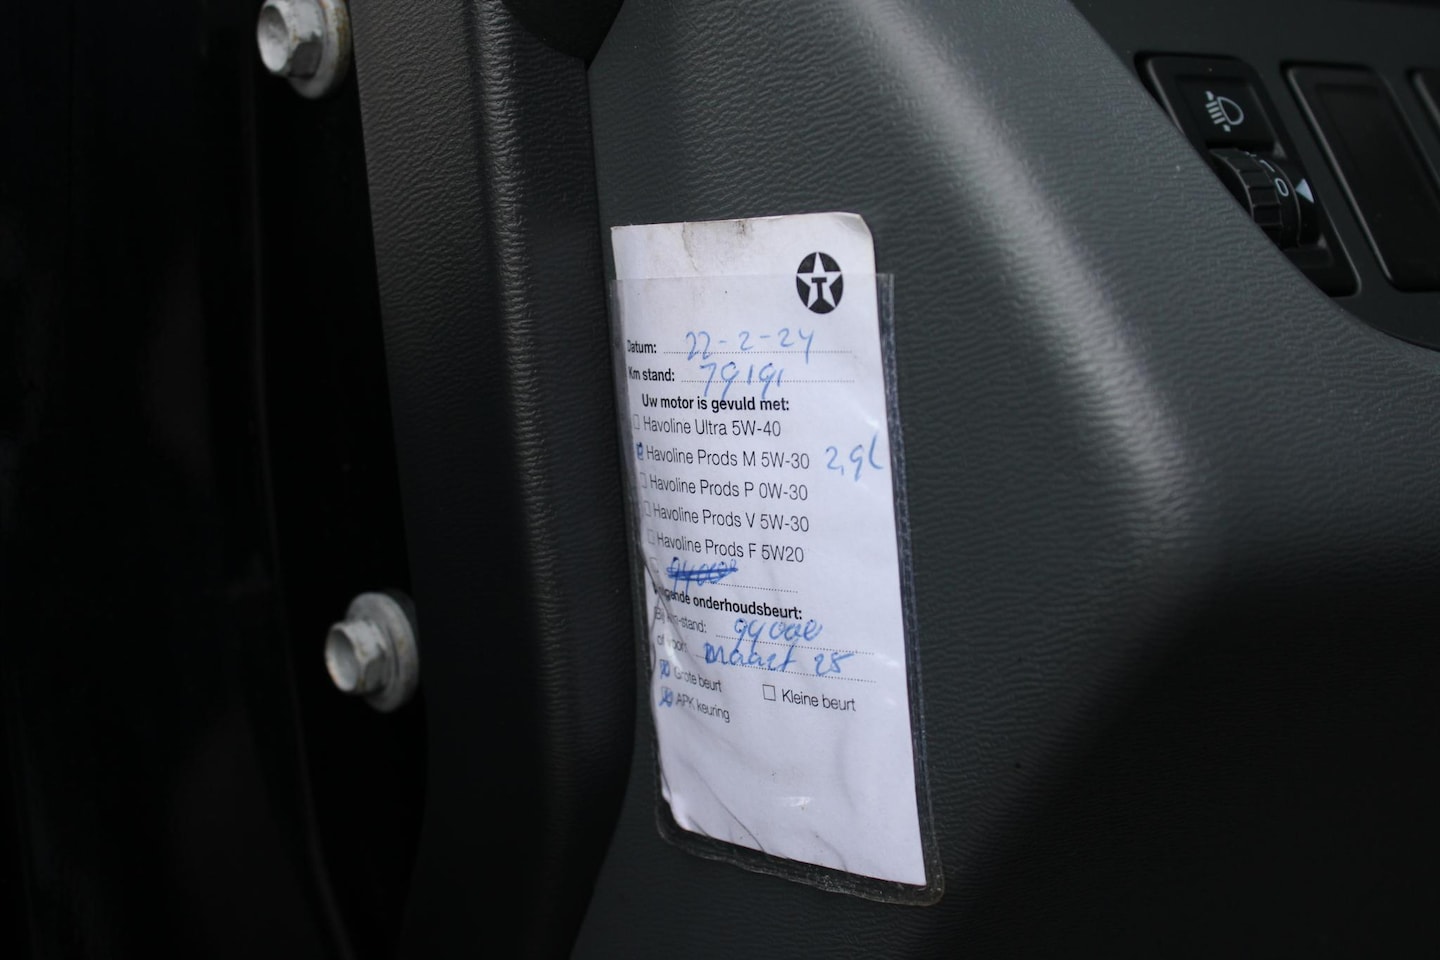 T
Datum: 22-2-24
Km stand: 79191
Uw motor is gevuld met:
Havoline Ultra 5W-40
Havoline Prods M 5W-30 2,9L
Havoline Prods P 0W-30
Havoline Prods V 5W-30
Havoline Prods F 5W20
onderhoudsbeurt:
maart 25
Grote beurt Kleine beurt
APK keuring
1 0